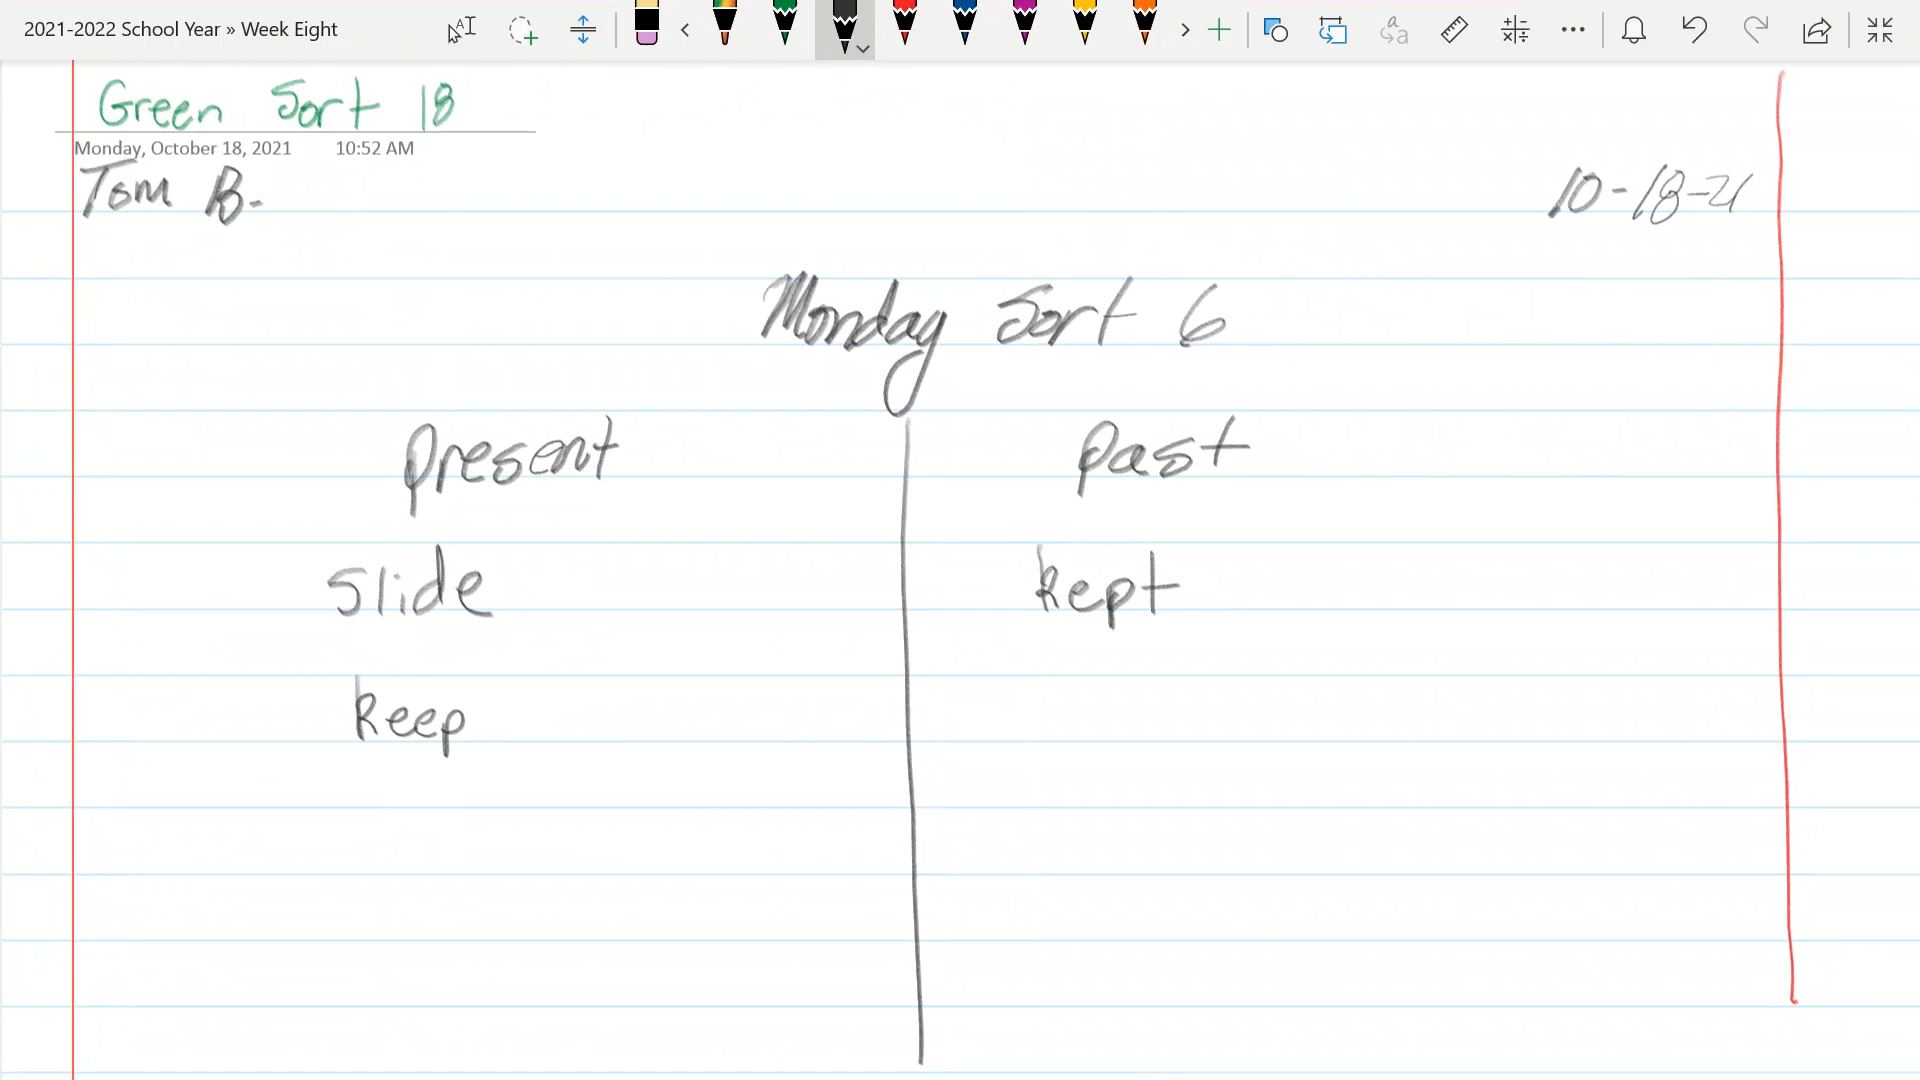 2021-2022 School Year » Week Eight
Green Sort 18
Monday, October 18, 2021 10:52 AM
Tom B.
10-18-21
Monday Sort 6
present past
slide kept
keep